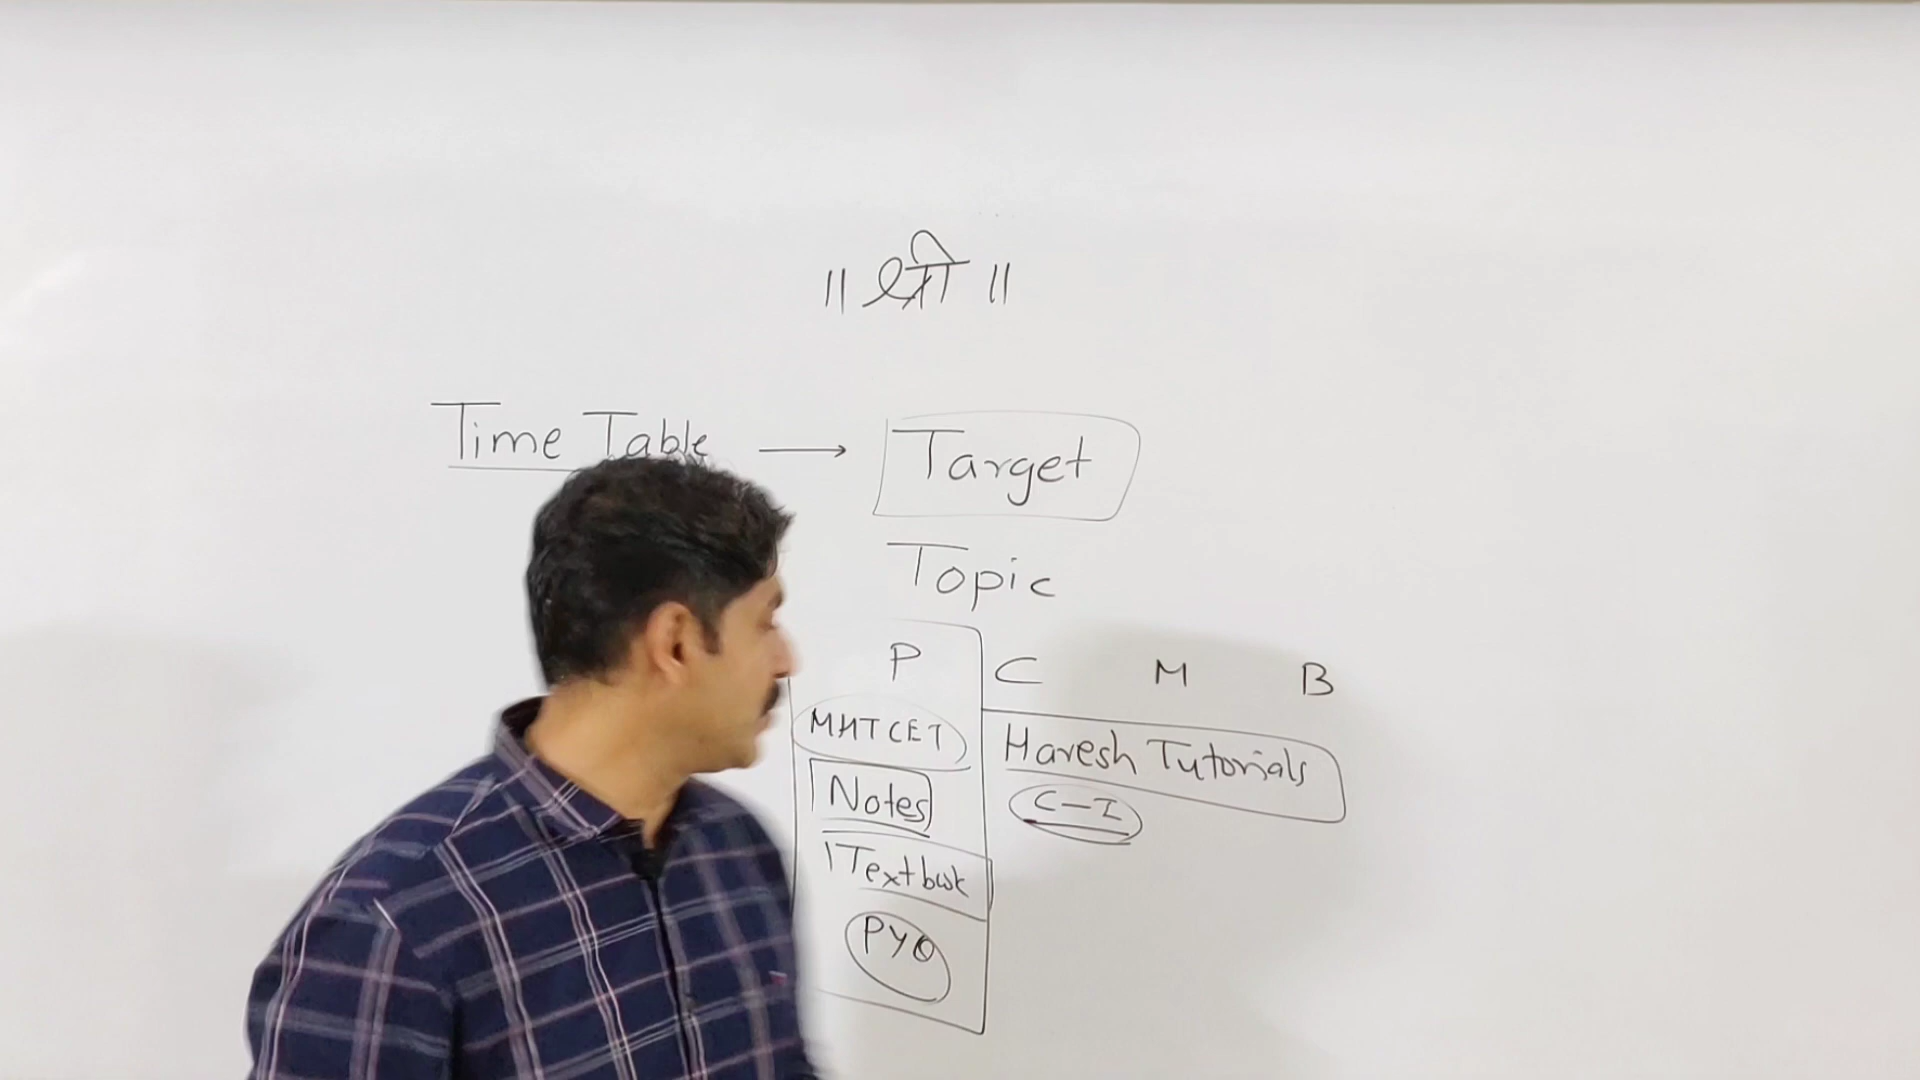 ॥ श्री ॥
Time Table → Target
Topic
P C M B
MHTCET Haresh Tutorials
Notes C-I
Textbook
PYQ